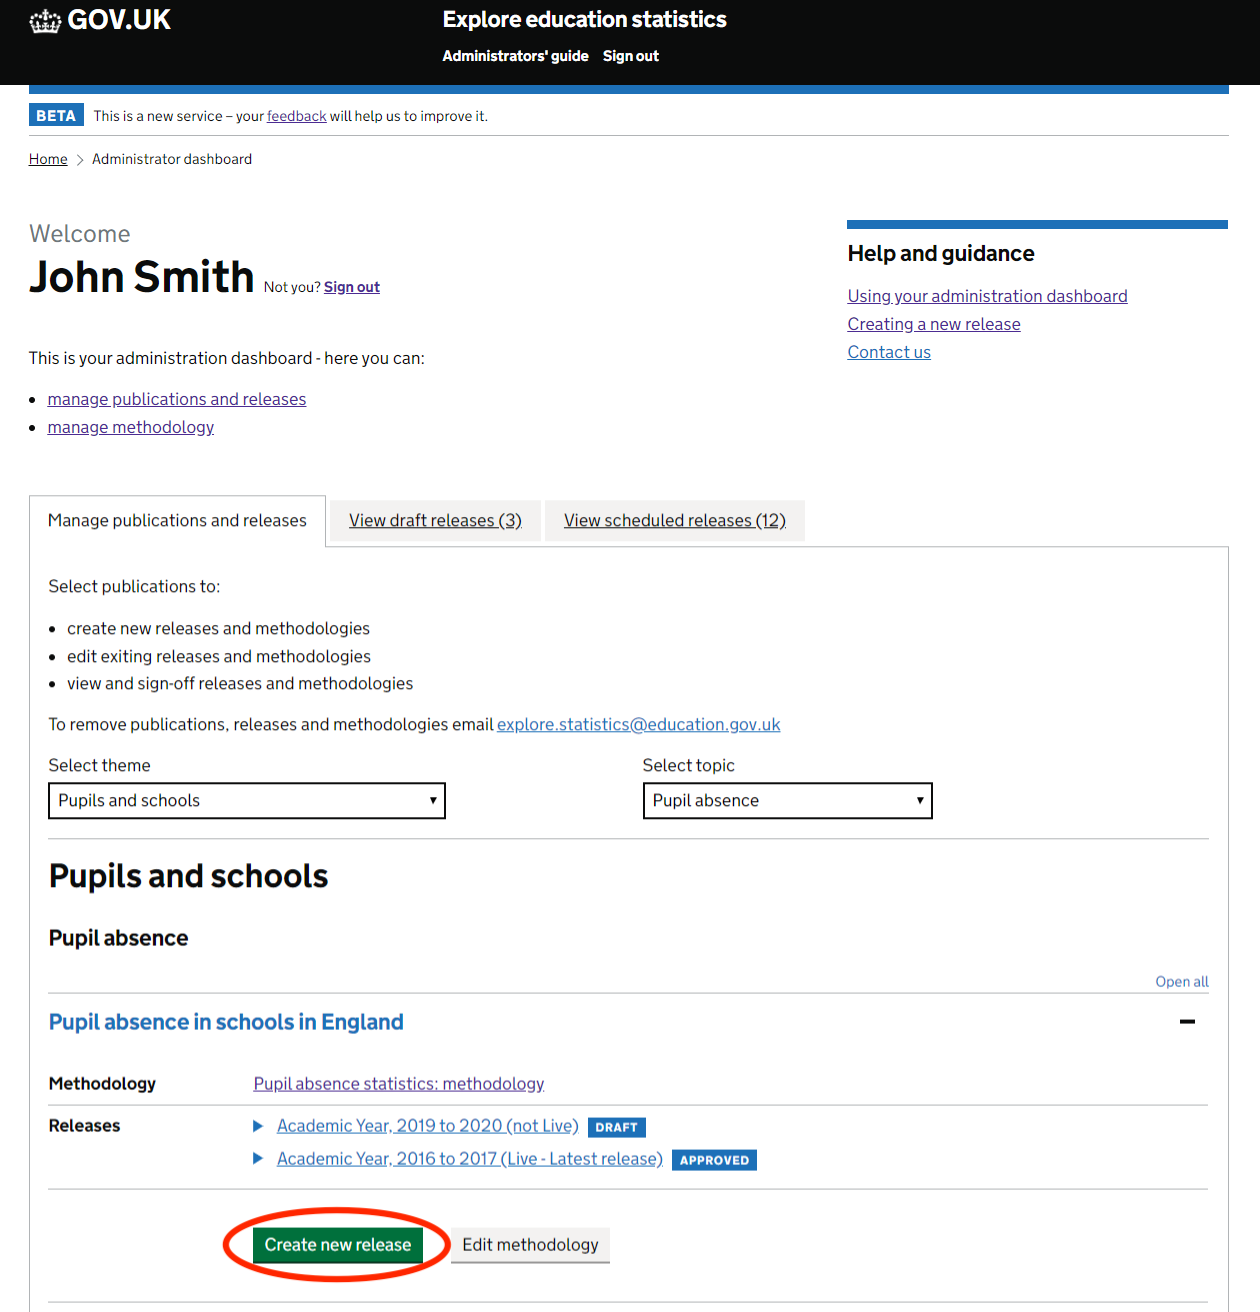 GOV.UK
Explore education statistics
Administrators' guide Sign out
BETA This is a new service – your feedback will help us to improve it.
Home Administrator dashboard
Welcome
John Smith Not you? Sign out
Help and guidance
Using your administration dashboard
Creating a new release
Contact us
This is your administration dashboard - here you can:
manage publications and releases
manage methodology
Manage publications and releases View draft releases (3) View scheduled releases (12)
Select publications to:
create new releases and methodologies
edit exiting releases and methodologies
view and sign-off releases and methodologies
To remove publications, releases and methodologies email explore.statistics@education.gov.uk
Select theme Select topic
Pupils and schools Pupil absence
Pupils and schools
Pupil absence
Open all
Pupil absence in schools in England
Methodology Pupil absence statistics: methodology
Releases Academic Year, 2019 to 2020 (not Live) DRAFT
Academic Year, 2016 to 2017 (Live - Latest release) APPROVED
Create new release Edit methodology